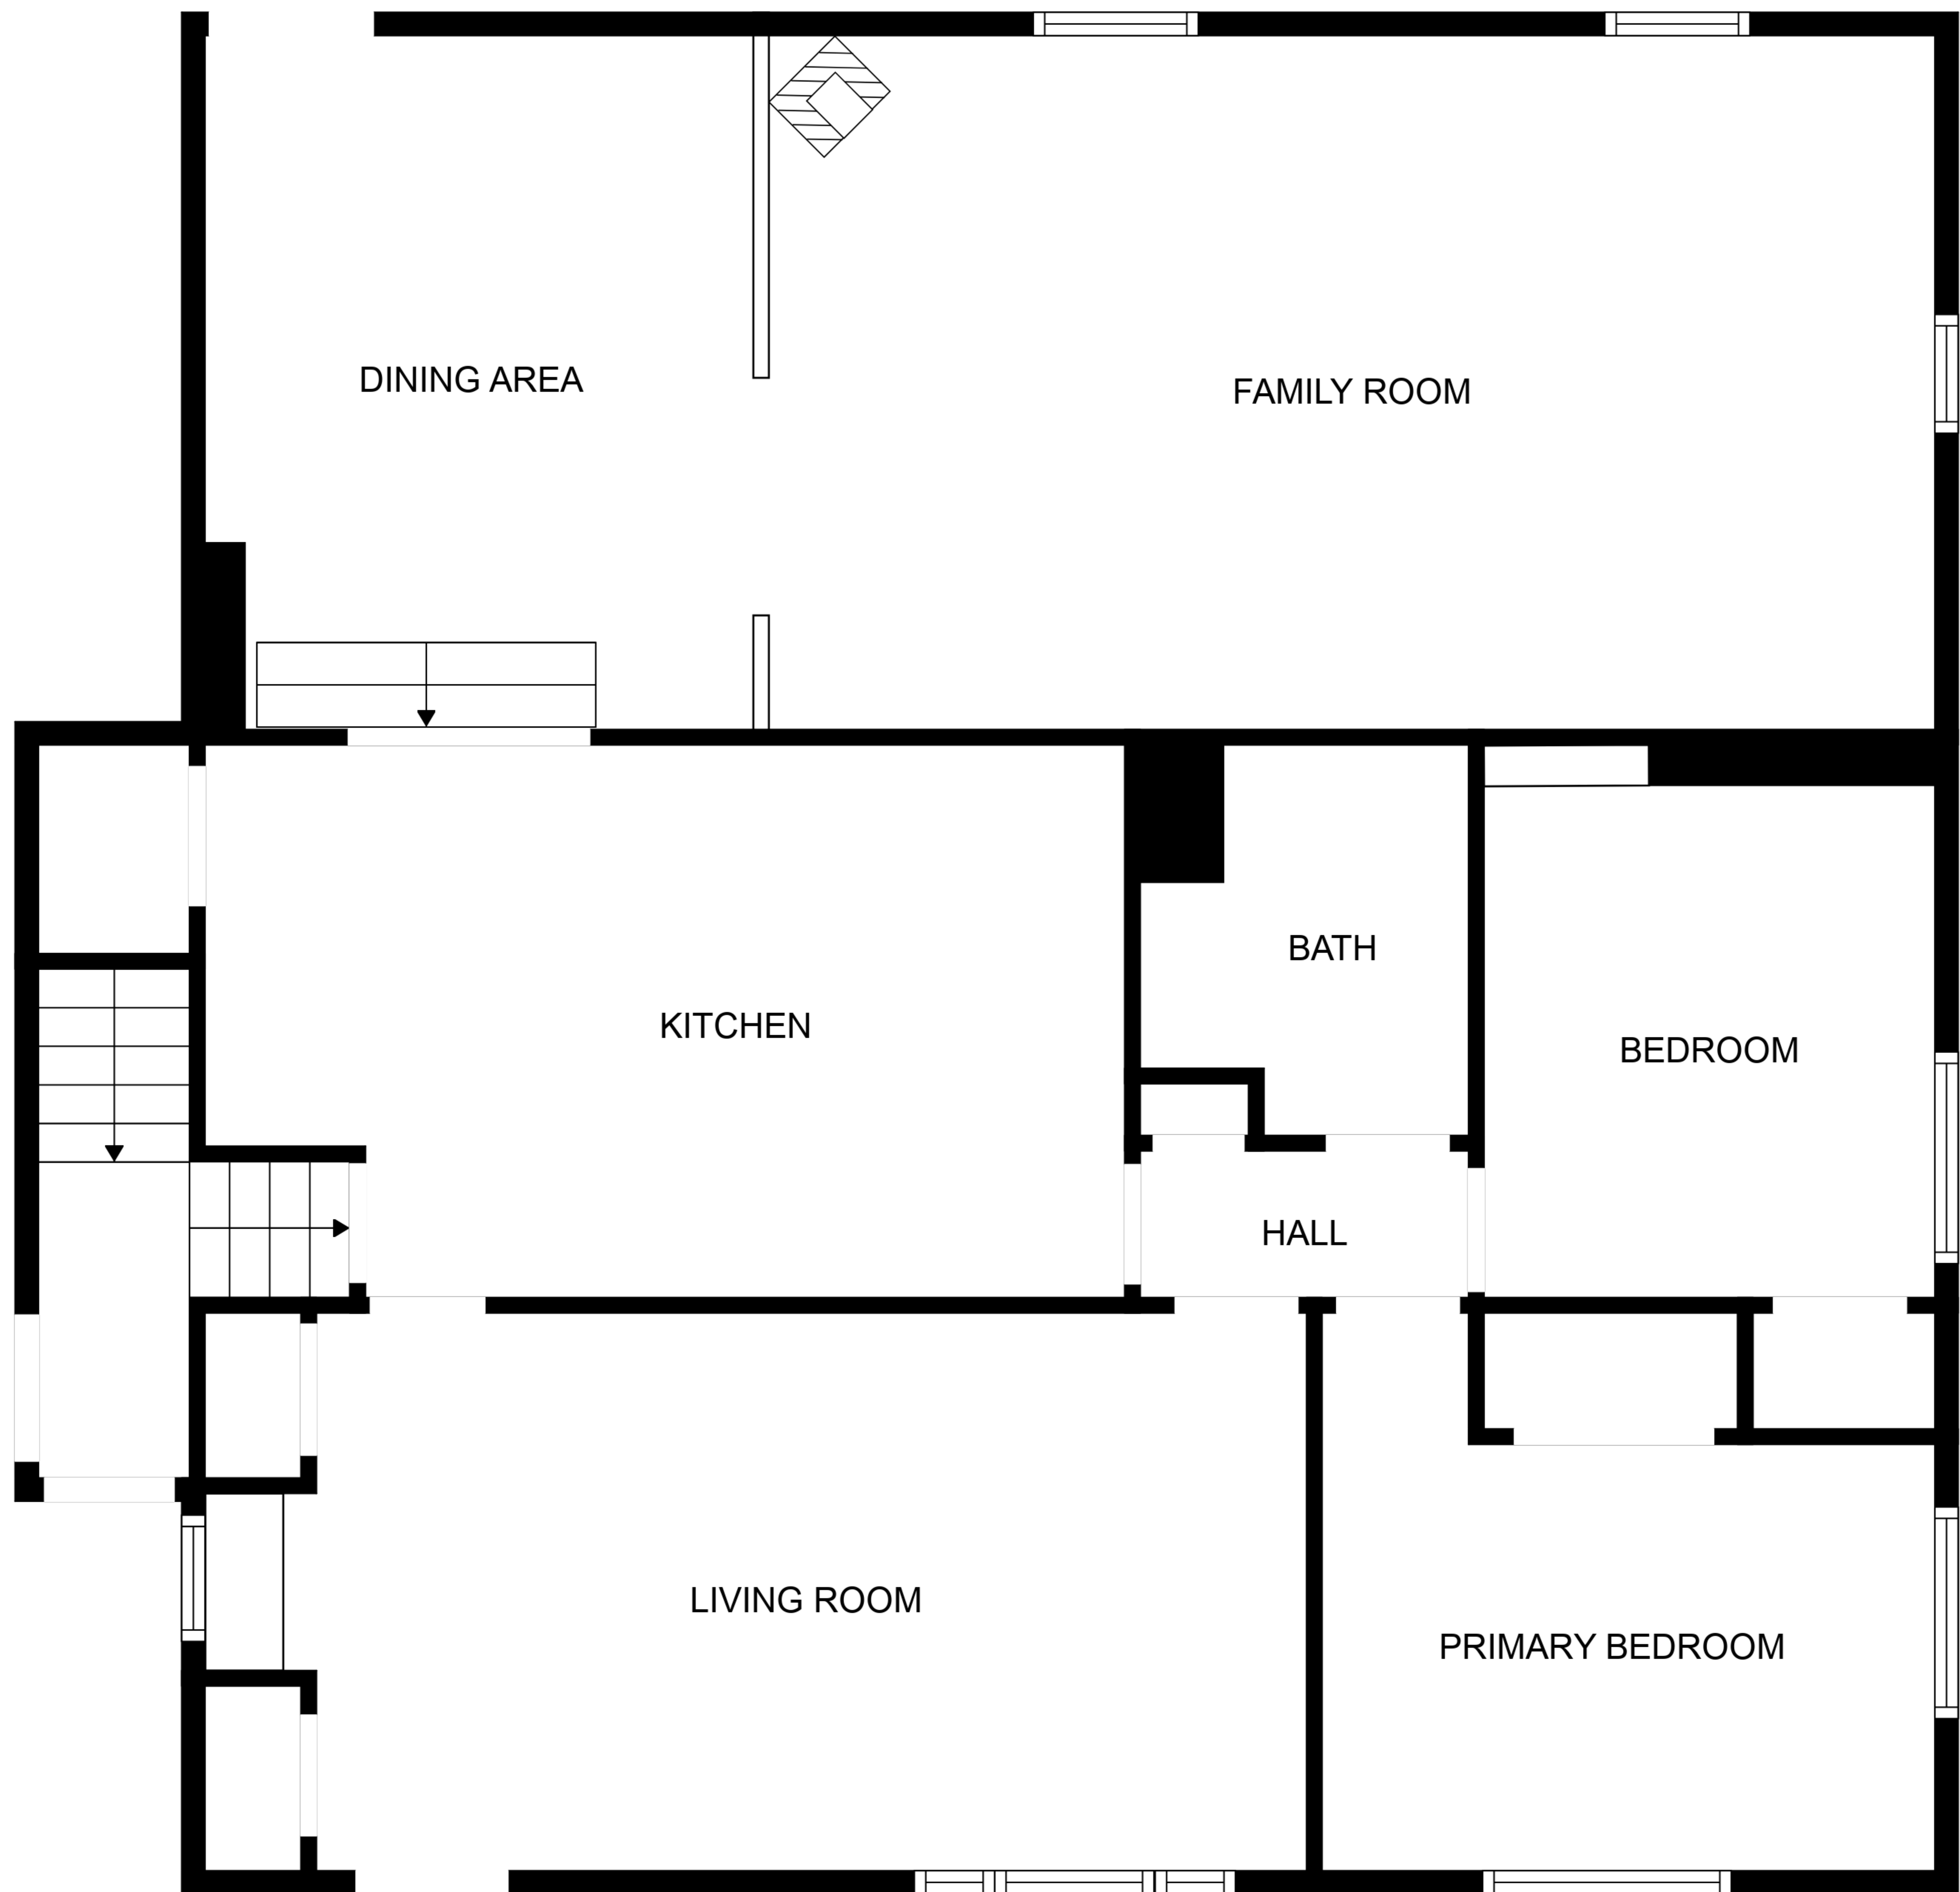 DINING AREA
FAMILY ROOM
BATH
KITCHEN
BEDROOM
HALL
LIVING ROOM
PRIMARY BEDROOM